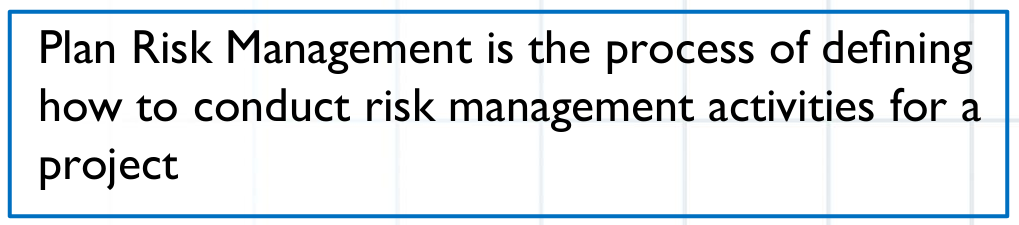 Plan Risk Management is the process of defining
how to conduct risk management activities for a
project